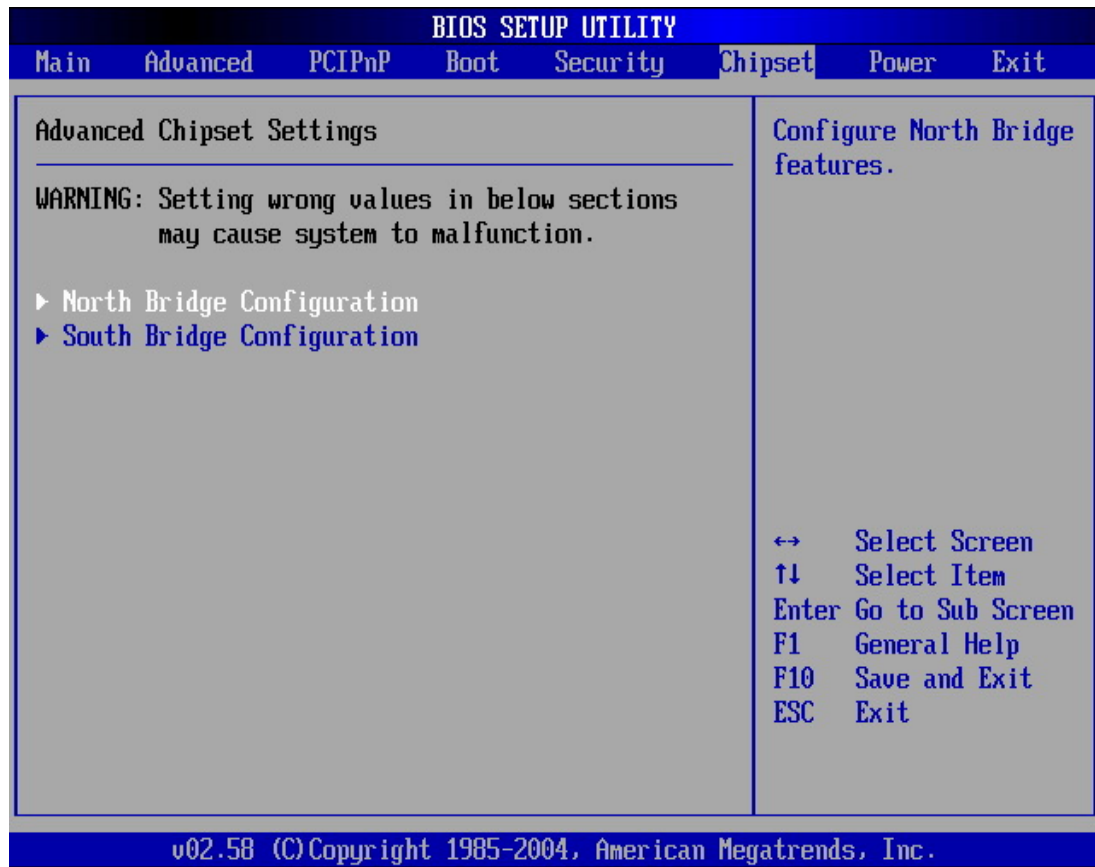 BIOS SETUP UTILITY
Main Advanced PCIPnP Boot Security Chipset Power Exit
Advanced Chipset Settings
WARNING: Setting wrong values in below sections
may cause system to malfunction.
▶ North Bridge Configuration
▶ South Bridge Configuration
Configure North Bridge
features.
↔ Select Screen
↑↓ Select Item
Enter Go to Sub Screen
F1 General Help
F10 Save and Exit
ESC Exit
v02.58 (C)Copyright 1985-2004, American Megatrends, Inc.